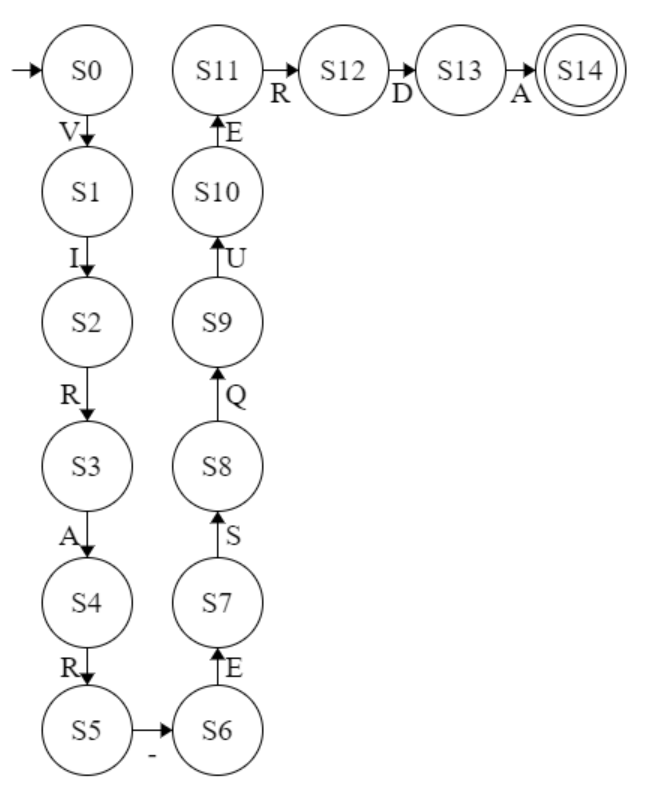 S0 S11 S12 S13 S14
R D A
V E
S1 S10
I U
S2 S9
R Q
S3 S8
A S
S4 S7
R E
S5 S6
-